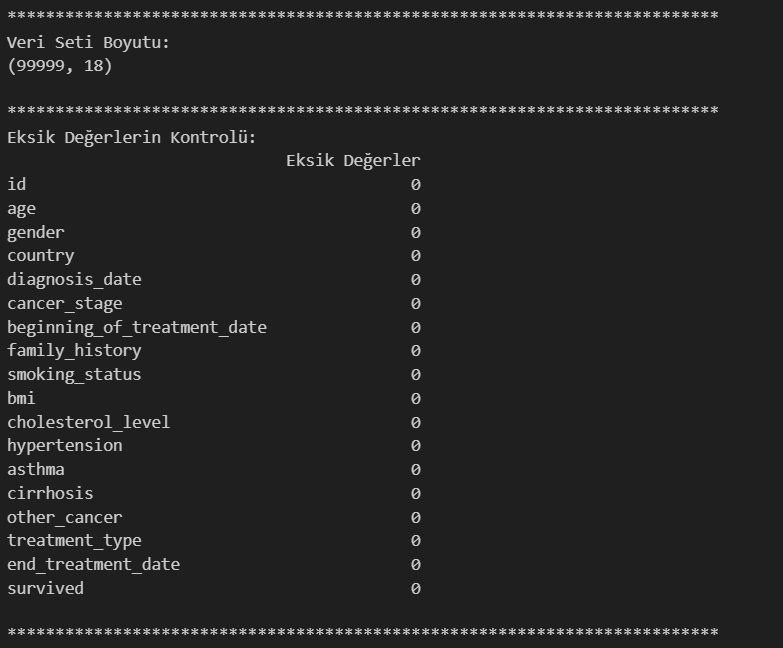 **************************************************************************
Veri Seti Boyutu:
(99999, 18)
**************************************************************************
Eksik Değerlerin Kontrolü:
Eksik Değerler
id 0
age 0
gender 0
country 0
diagnosis_date 0
cancer_stage 0
beginning_of_treatment_date 0
family_history 0
smoking_status 0
bmi 0
cholesterol_level 0
hypertension 0
asthma 0
cirrhosis 0
other_cancer 0
treatment_type 0
end_treatment_date 0
survived 0
**************************************************************************